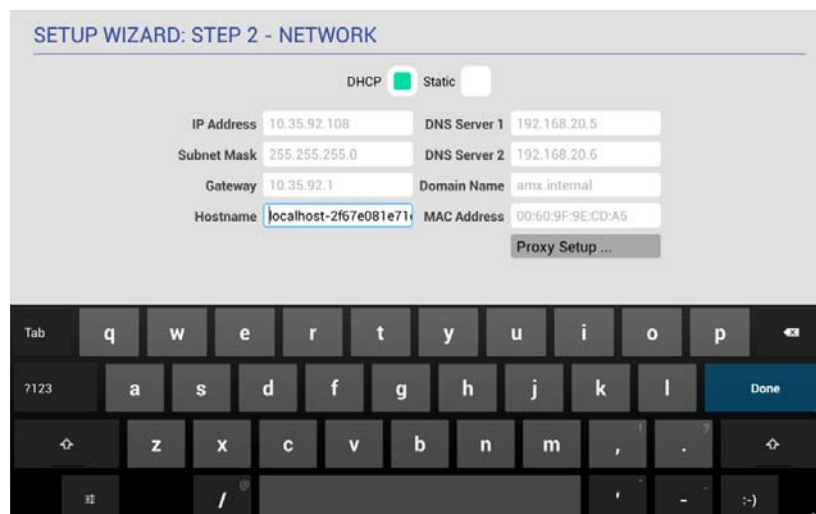 SETUP WIZARD: STEP 2 - NETWORK
DHCP Static
IP Address 10.35.92.108 DNS Server 1 192.168.20.5
Subnet Mask 255.255.255.0 DNS Server 2 192.168.20.6
Gateway 10.35.92.1 Domain Name amx.internal
Hostname localhost-2f67e081e71 MAC Address 00:60:9F:9E:CD:A5
Proxy Setup ...
Tab q w e r t y u i o p
?123 a s d f g h j k l Done
z x c v b n m , ! . ?
/ @ ' - :-)